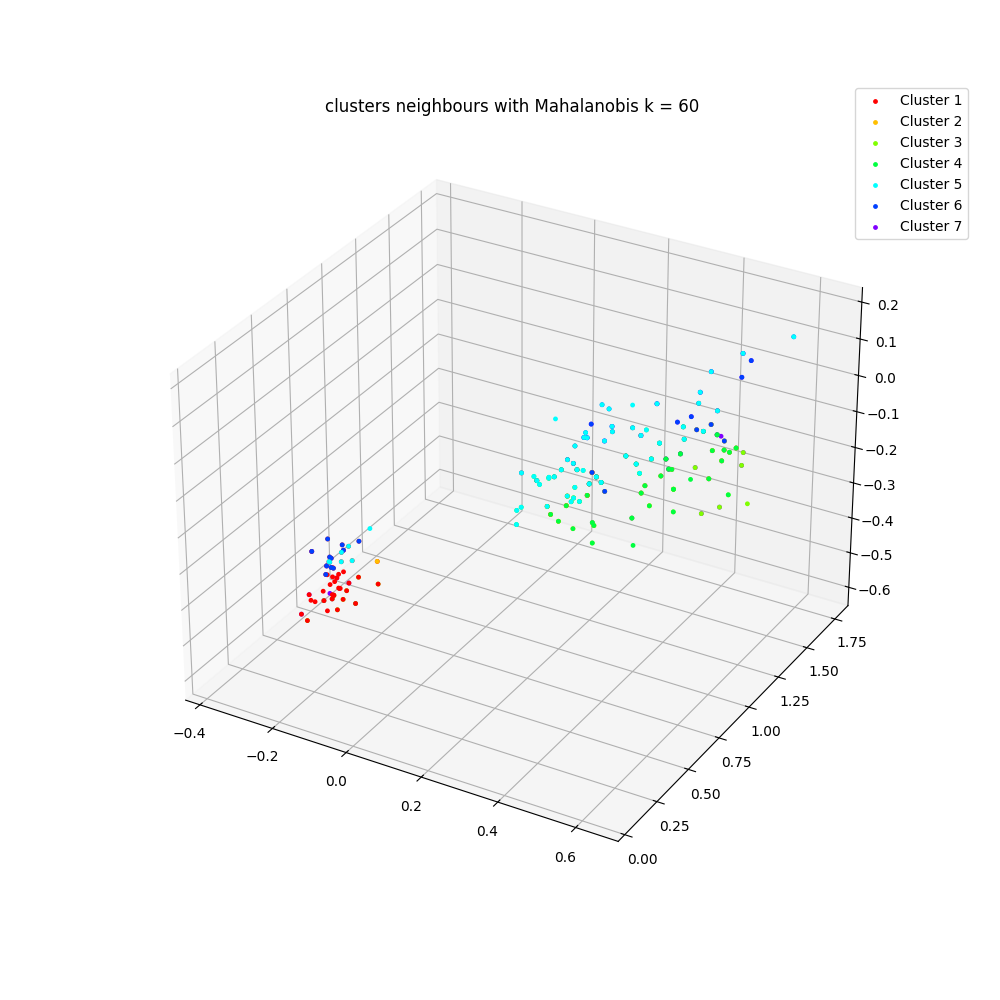 clusters neighbours with Mahalanobis k = 60
Cluster 1
Cluster 2
Cluster 3
Cluster 4
Cluster 5
Cluster 6
Cluster 7
0.2
0.1
0.0
−0.1
−0.2
−0.3
−0.4
−0.5
−0.6
1.75
1.50
1.25
1.00
0.75
0.50
0.25
0.00
−0.4
−0.2
0.0
0.2
0.4
0.6